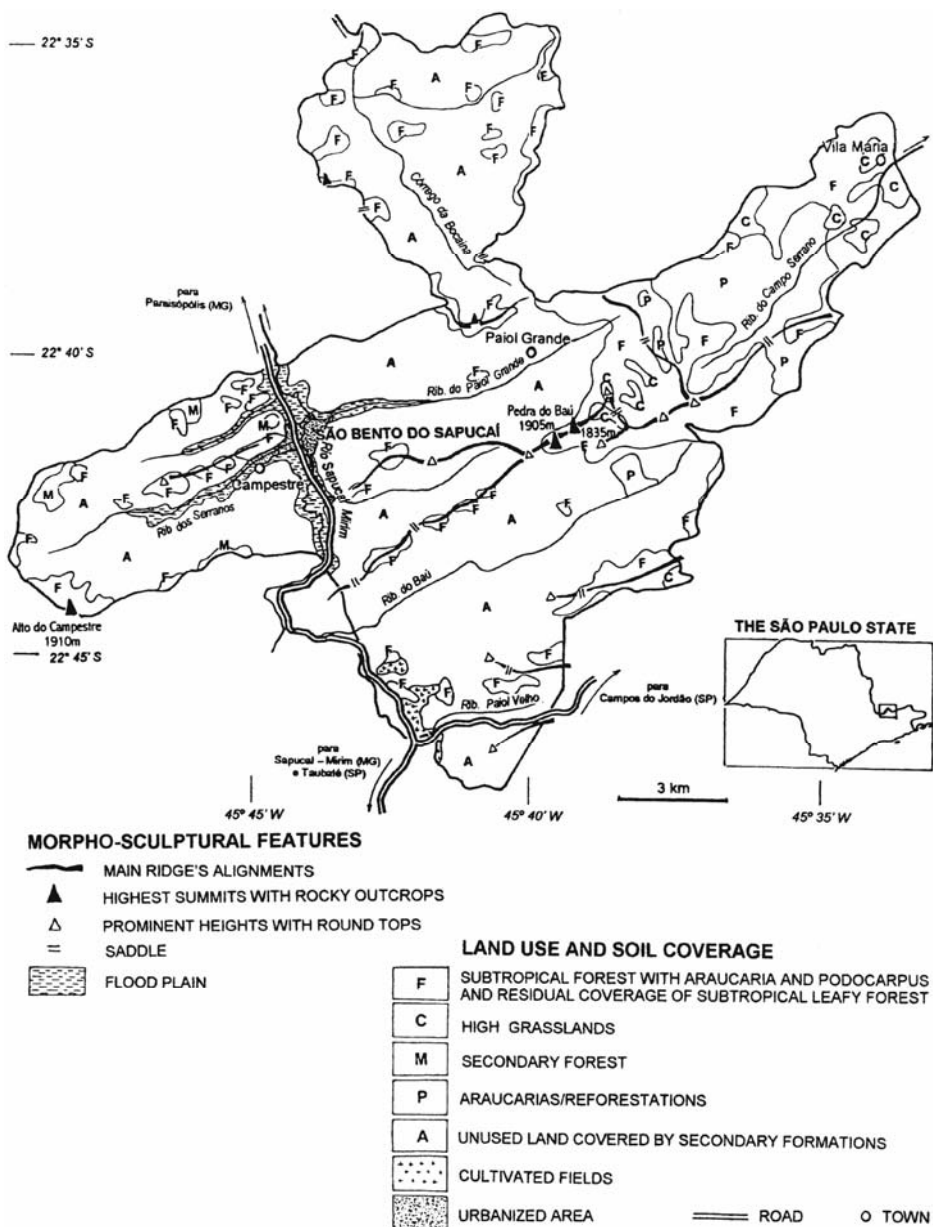 22° 35' S
F
F
A
F
F
F
F
F
F
F
F
F
F
A
Vila Maria
C
F
C
A
F
F
Córrego da Bocaina
A
C
C
C
F
para
Paraisópolis (MG)
F
P
P
Rib. do Campo Serrano
22° 40' S
Paiol Grande
A
F
Rib. do Paiol Grande
A
F
P
F
F
P
C
C
F
F
M
F
M
Pedra do Baú
1905m
1835m
C
F
F
SÃO BENTO DO SAPUCAÍ
F
F
F
F
F
Campestre
Rio Sapucaí Mirim
F
P
M
A
F
Rib. dos Serranos
F
A
F
F
A
F
F
F
A
M
F
F
Rib. do Baú
F
C
F
Alto do Campestre
1910m
22° 45' S
A
THE SÃO PAULO STATE
F
F
F
F
F
Rib. Paiol Velho
para
Campos do Jordão (SP)
para
Sapucaí - Mirim (MG)
e Taubaté (SP)
A
3 km
45° 45' W
45° 40' W
45° 35' W
MORPHO-SCULPTURAL FEATURES
MAIN RIDGE'S ALIGNMENTS
HIGHEST SUMMITS WITH ROCKY OUTCROPS
PROMINENT HEIGHTS WITH ROUND TOPS
SADDLE
FLOOD PLAIN
LAND USE AND SOIL COVERAGE
F SUBTROPICAL FOREST WITH ARAUCARIA AND PODOCARPUS
AND RESIDUAL COVERAGE OF SUBTROPICAL LEAFY FOREST
C HIGH GRASSLANDS
M SECONDARY FOREST
P ARAUCARIAS/REFORESTATIONS
A UNUSED LAND COVERED BY SECONDARY FORMATIONS
CULTIVATED FIELDS
URBANIZED AREA ROAD TOWN